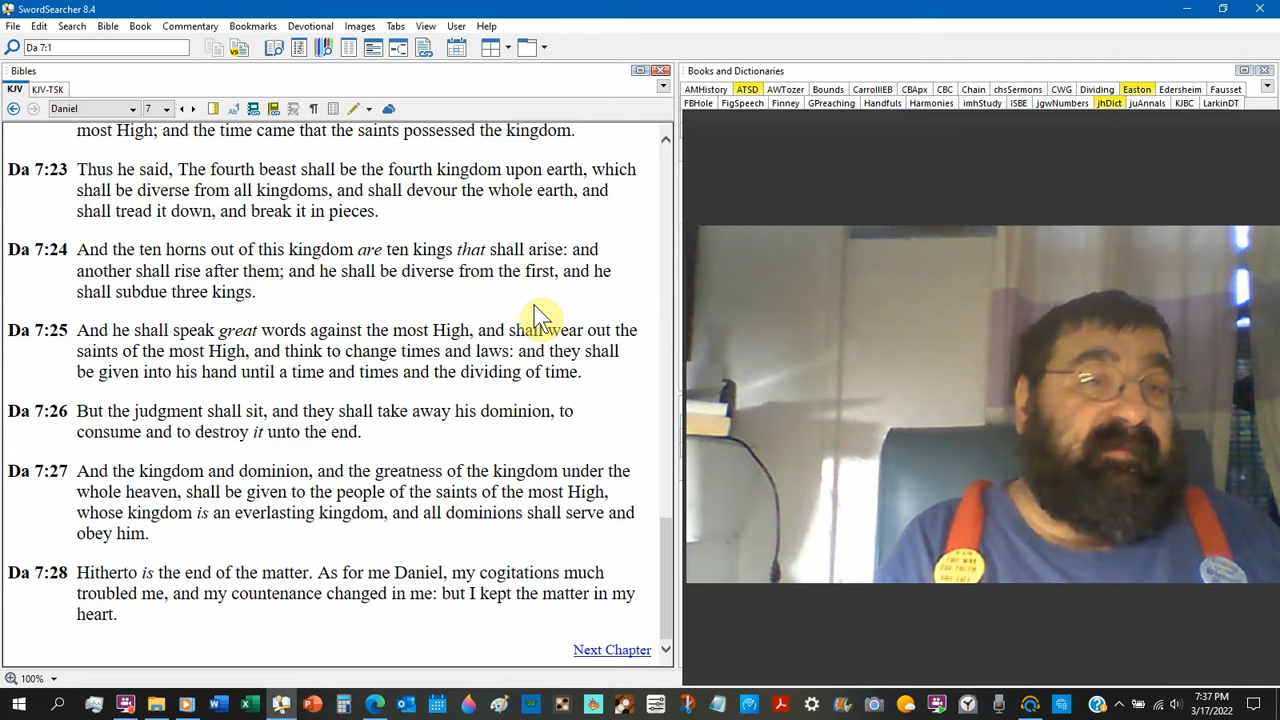 SwordSearcher 8.4
File Edit Search Bible Book Commentary Bookmarks Devotional Images Tabs View User Help
Da 7:1
Bibles
KJV KJV-TSK
Daniel 7
most High; and the time came that the saints possessed the kingdom.
Da 7:23 Thus he said, The fourth beast shall be the fourth kingdom upon earth, which
shall be diverse from all kingdoms, and shall devour the whole earth, and
shall tread it down, and break it in pieces.
Da 7:24 And the ten horns out of this kingdom are ten kings that shall arise: and
another shall rise after them; and he shall be diverse from the first, and he
shall subdue three kings.
Da 7:25 And he shall speak great words against the most High, and shall wear out the
saints of the most High, and think to change times and laws: and they shall
be given into his hand until a time and times and the dividing of time.
Da 7:26 But the judgment shall sit, and they shall take away his dominion, to
consume and to destroy it unto the end.
Da 7:27 And the kingdom and dominion, and the greatness of the kingdom under the
whole heaven, shall be given to the people of the saints of the most High,
whose kingdom is an everlasting kingdom, and all dominions shall serve and
obey him.
Da 7:28 Hitherto is the end of the matter. As for me Daniel, my cogitations much
troubled me, and my countenance changed in me: but I kept the matter in my
heart.
Next Chapter
100%
Books and Dictionaries
AMHistory ATSD AWTozer Bounds CarrollIEB CBApx CBC Chain chsSermons CWG Dividing Easton Edersheim Fausset
FBHole FigSpeech Finney GPreaching Handfuls Harmonies imhStudy ISBE jgwNumbers jhDict juAnnals KJBC LarkinDT
7:37 PM
3/17/2022